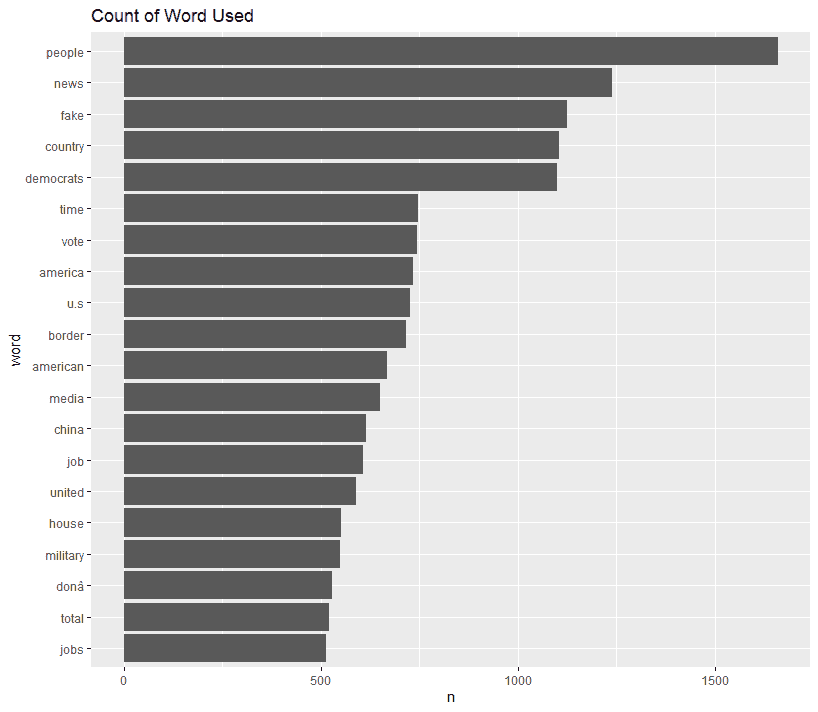 Count of Word Used
people
news
fake
country
democrats
time
vote
america
u.s
border
american
media
china
job
united
house
military
donâ
total
jobs
word
0 500 1000 1500
n